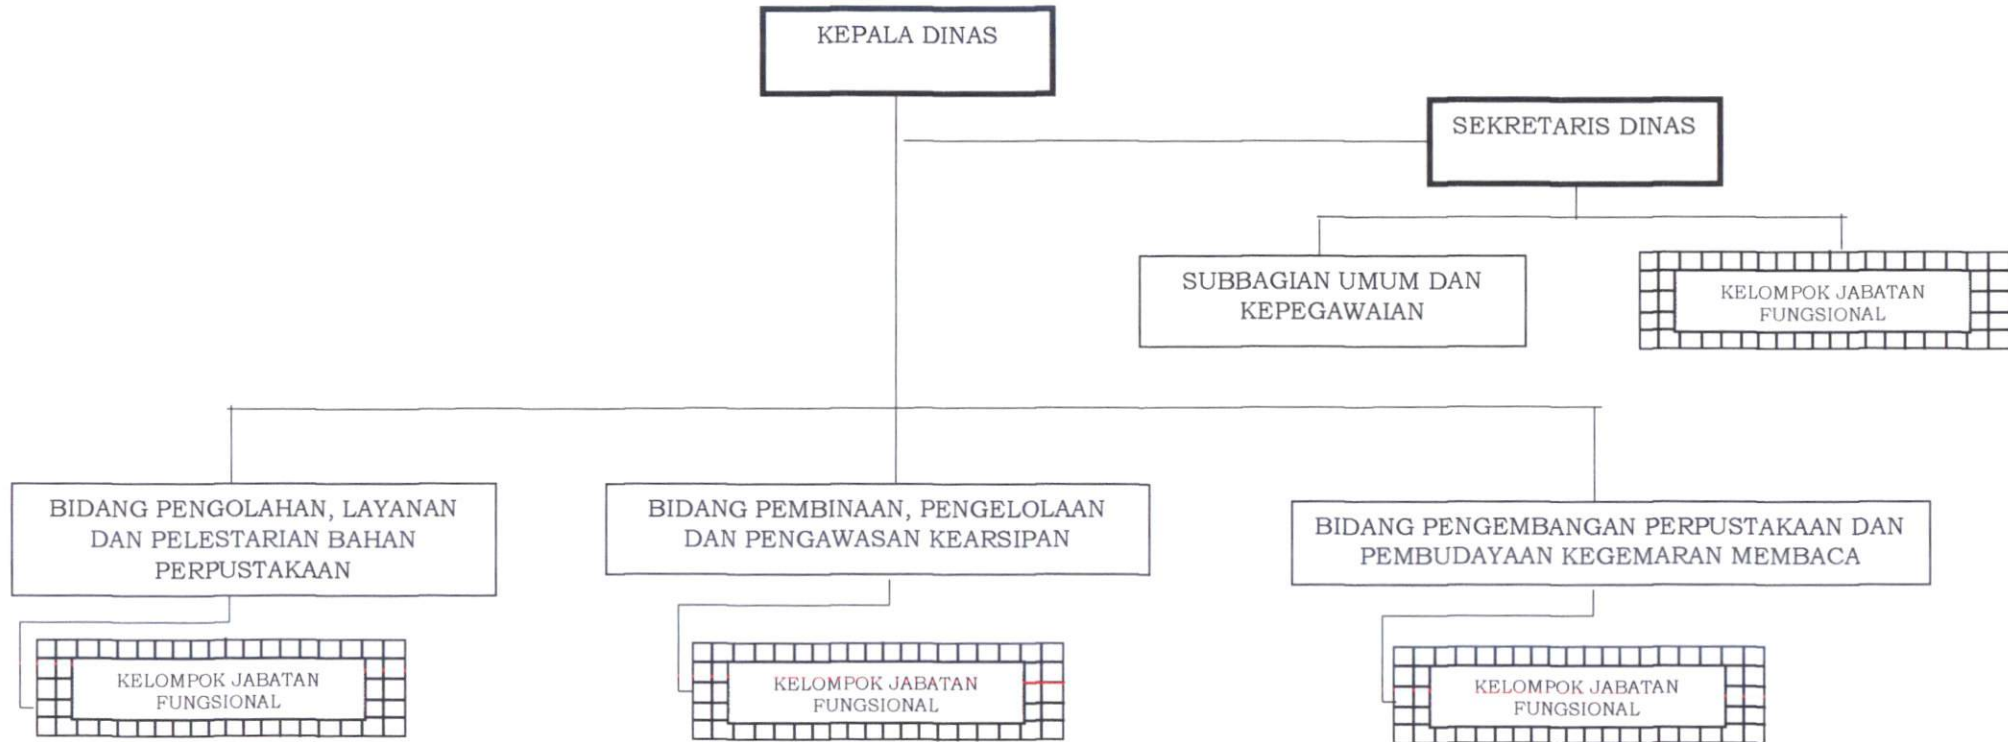 KEPALA DINAS
SEKRETARIS DINAS
SUBBAGIAN UMUM DAN
KEPEGAWAIAN
KELOMPOK JABATAN
FUNGSIONAL
BIDANG PENGOLAHAN, LAYANAN
DAN PELESTARIAN BAHAN
PERPUSTAKAAN
BIDANG PEMBINAAN, PENGELOLAAN
DAN PENGAWASAN KEARSIPAN
BIDANG PENGEMBANGAN PERPUSTAKAAN DAN
PEMBUDAYAAN KEGEMARAN MEMBACA
KELOMPOK JABATAN
FUNGSIONAL
KELOMPOK JABATAN
FUNGSIONAL
KELOMPOK JABATAN
FUNGSIONAL